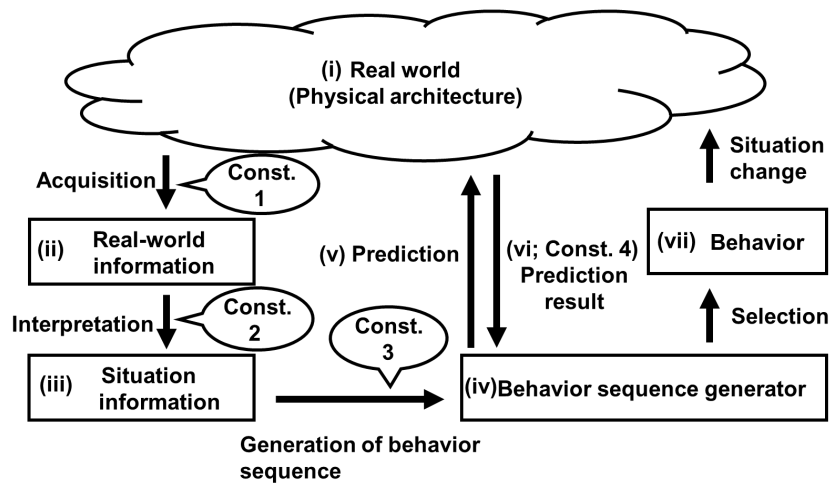 (i) Real world
(Physical architecture)
Acquisition
Const.
1
Situation
change
(ii) Real-world
information
(v) Prediction
(vi; Const. 4)
Prediction
result
(vii) Behavior
Interpretation
Const.
2
Const.
3
Selection
(iii) Situation
information
(iv)Behavior sequence generator
Generation of behavior
sequence